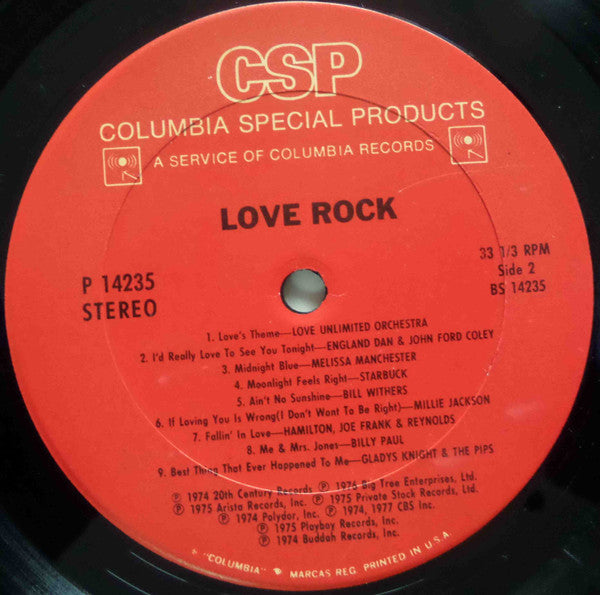 CSP
COLUMBIA SPECIAL PRODUCTS
A SERVICE OF COLUMBIA RECORDS
LOVE ROCK
P 14235
STEREO
33 1/3 RPM
Side 2
BS 14235
1. Love's Theme—LOVE UNLIMITED ORCHESTRA
2. I'd Really Love To See You Tonight—ENGLAND DAN & JOHN FORD COLEY
3. Midnight Blue—MELISSA MANCHESTER
4. Moonlight Feels Right—STARBUCK
5. Ain't No Sunshine—BILL WITHERS
6. If Loving You Is Wrong(I Don't Want To Be Right)—MILLIE JACKSON
7. Fallin' In Love—HAMILTON, JOE FRANK & REYNOLDS
8. Me & Mrs. Jones—BILLY PAUL
9. Best Thing That Ever Happened To Me—GLADYS KNIGHT & THE PIPS
℗ 1974 20th Century Records ℗ 1976 Big Tree Enterprises, Ltd.
℗ 1975 Arista Records, Inc. ℗ 1975 Private Stock Records, Ltd.
℗ 1974 Polydor, Inc. ℗ 1974, 1977 CBS Inc.
℗ 1975 Playboy Records, Inc.
℗ 1974 Buddah Records, Inc.
"COLUMBIA" MARCAS REG. PRINTED IN U.S.A.